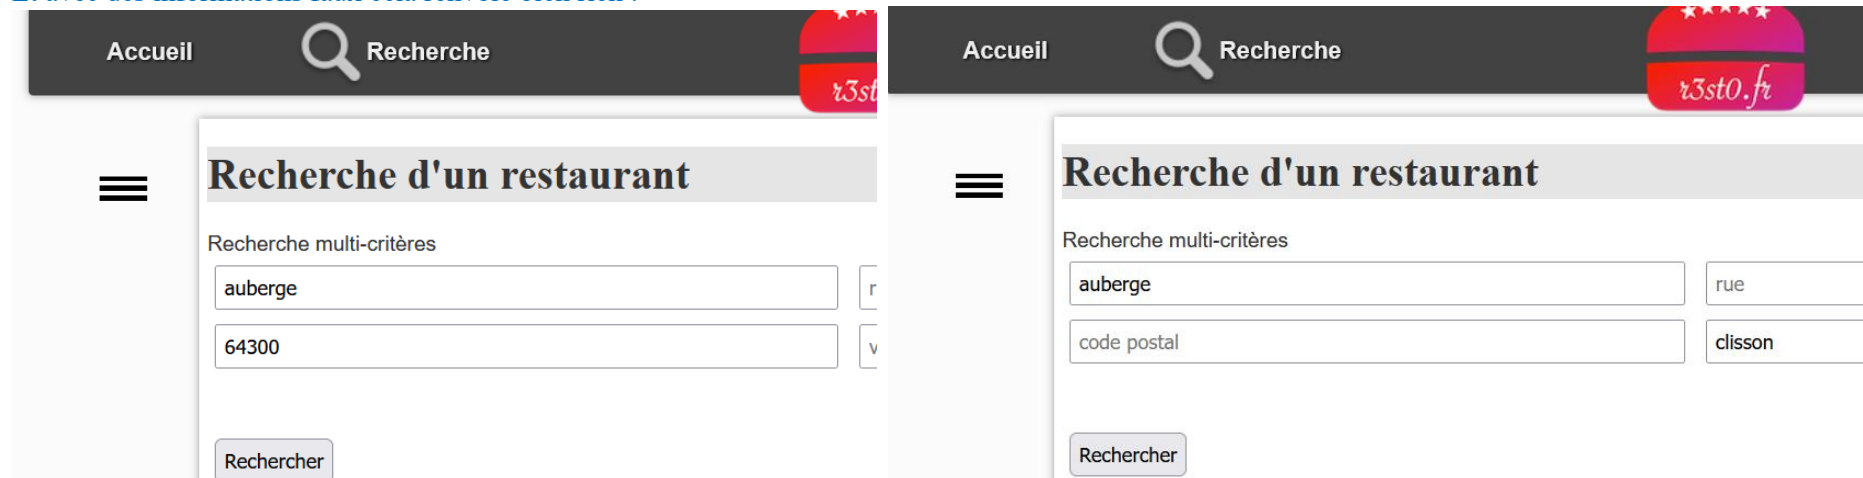 Accueil
Recherche
r3st
Recherche d'un restaurant
Recherche multi-critères
auberge
r
64300
v
Rechercher
Accueil
Recherche
r3st0.fr
Recherche d'un restaurant
Recherche multi-critères
auberge
rue
code postal
clisson
Rechercher